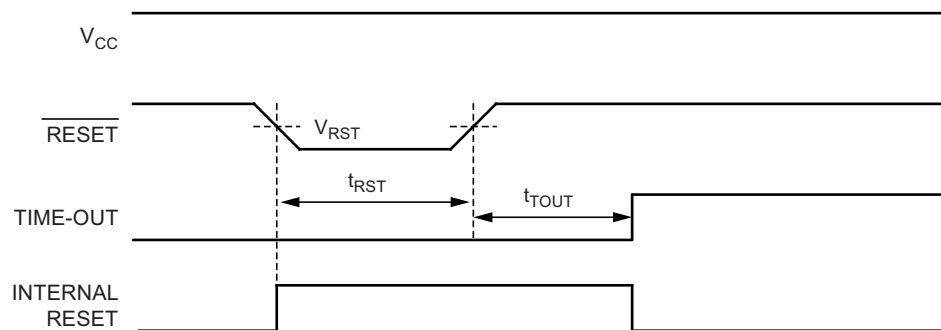 VCC
RESET
VRST
tRST
tTOUT
TIME-OUT
INTERNAL
RESET